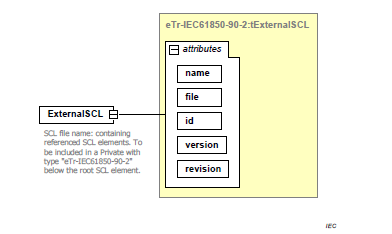 eTr-IEC61850-90-2:tExternalSCL
attributes
name
file
id
version
revision
ExternalSCL
SCL file name: containing
referenced SCL elements. To
be included in a Private with
type "eTr-IEC61850-90-2"
below the root SCL element.
IEC